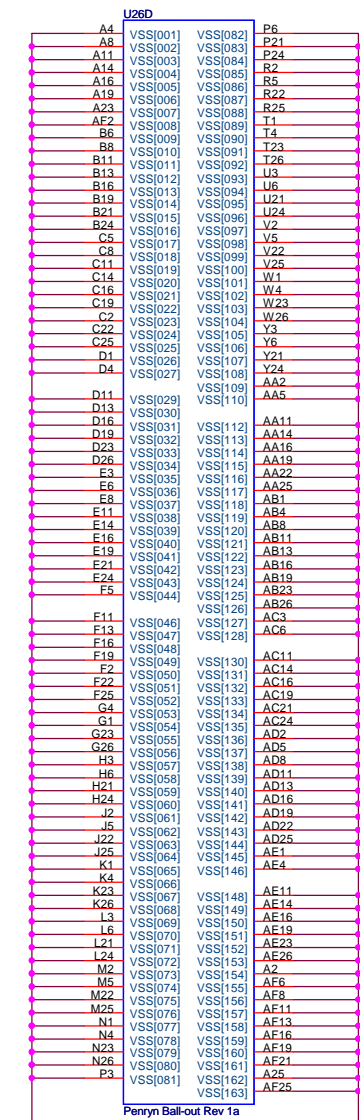 U26D
A4 VSS[001] VSS[082] P6
A8 VSS[002] VSS[083] P21
A11 VSS[003] VSS[084] P24
A14 VSS[004] VSS[085] R2
A16 VSS[005] VSS[086] R5
A19 VSS[006] VSS[087] R22
A23 VSS[007] VSS[088] R25
AF2 VSS[008] VSS[089] T1
B6 VSS[009] VSS[090] T4
B8 VSS[010] VSS[091] T23
B11 VSS[011] VSS[092] T26
B13 VSS[012] VSS[093] U3
B16 VSS[013] VSS[094] U6
B19 VSS[014] VSS[095] U21
B21 VSS[015] VSS[096] U24
B24 VSS[016] VSS[097] V2
C5 VSS[017] VSS[098] V5
C8 VSS[018] VSS[099] V22
C11 VSS[019] VSS[100] V25
C14 VSS[020] VSS[101] W1
C16 VSS[021] VSS[102] W4
C19 VSS[022] VSS[103] W23
C2 VSS[023] VSS[104] W26
C22 VSS[024] VSS[105] Y3
C25 VSS[025] VSS[106] Y6
D1 VSS[026] VSS[107] Y21
D4 VSS[027] VSS[108] Y24
VSS[109] AA2
D11 VSS[029] VSS[110] AA5
D13 VSS[030]
D16 VSS[031] VSS[112] AA11
D19 VSS[032] VSS[113] AA14
D23 VSS[033] VSS[114] AA16
D26 VSS[034] VSS[115] AA19
E3 VSS[035] VSS[116] AA22
E6 VSS[036] VSS[117] AA25
E8 VSS[037] VSS[118] AB1
E11 VSS[038] VSS[119] AB4
E14 VSS[039] VSS[120] AB8
E16 VSS[040] VSS[121] AB11
E19 VSS[041] VSS[122] AB13
E21 VSS[042] VSS[123] AB16
E24 VSS[043] VSS[124] AB19
F5 VSS[044] VSS[125] AB23
VSS[126] AB26
F11 VSS[046] VSS[127] AC3
F13 VSS[047] VSS[128] AC6
F16 VSS[048]
F19 VSS[049] VSS[130] AC11
F2 VSS[050] VSS[131] AC14
F22 VSS[051] VSS[132] AC16
F25 VSS[052] VSS[133] AC19
G4 VSS[053] VSS[134] AC21
G1 VSS[054] VSS[135] AC24
G23 VSS[055] VSS[136] AD2
G26 VSS[056] VSS[137] AD5
H3 VSS[057] VSS[138] AD8
H6 VSS[058] VSS[139] AD11
H21 VSS[059] VSS[140] AD13
H24 VSS[060] VSS[141] AD16
J2 VSS[061] VSS[142] AD19
J5 VSS[062] VSS[143] AD22
J22 VSS[063] VSS[144] AD25
J25 VSS[064] VSS[145] AE1
K1 VSS[065] VSS[146] AE4
K4 VSS[066]
K23 VSS[067] VSS[148] AE11
K26 VSS[068] VSS[149] AE14
L3 VSS[069] VSS[150] AE16
L6 VSS[070] VSS[151] AE19
L21 VSS[071] VSS[152] AE23
L24 VSS[072] VSS[153] AE26
M2 VSS[073] VSS[154] A2
M5 VSS[074] VSS[155] AF6
M22 VSS[075] VSS[156] AF8
M25 VSS[076] VSS[157] AF11
N1 VSS[077] VSS[158] AF13
N4 VSS[078] VSS[159] AF16
N23 VSS[079] VSS[160] AF19
N26 VSS[080] VSS[161] AF21
P3 VSS[081] VSS[162] A25
VSS[163] AF25
Penryn Ball-out Rev 1a